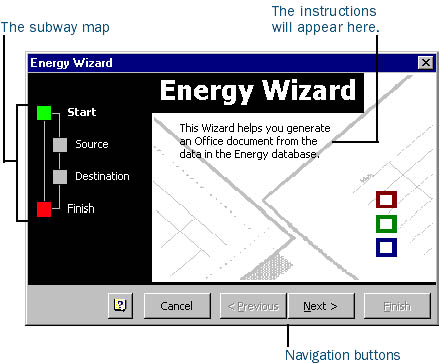 The subway map
The instructions
will appear here.
Energy Wizard
Energy Wizard
Start
Source
Destination
Finish
This Wizard helps you generate
an Office document from the
data in the Energy database.
Cancel
< Previous
Next >
Finish
Navigation buttons